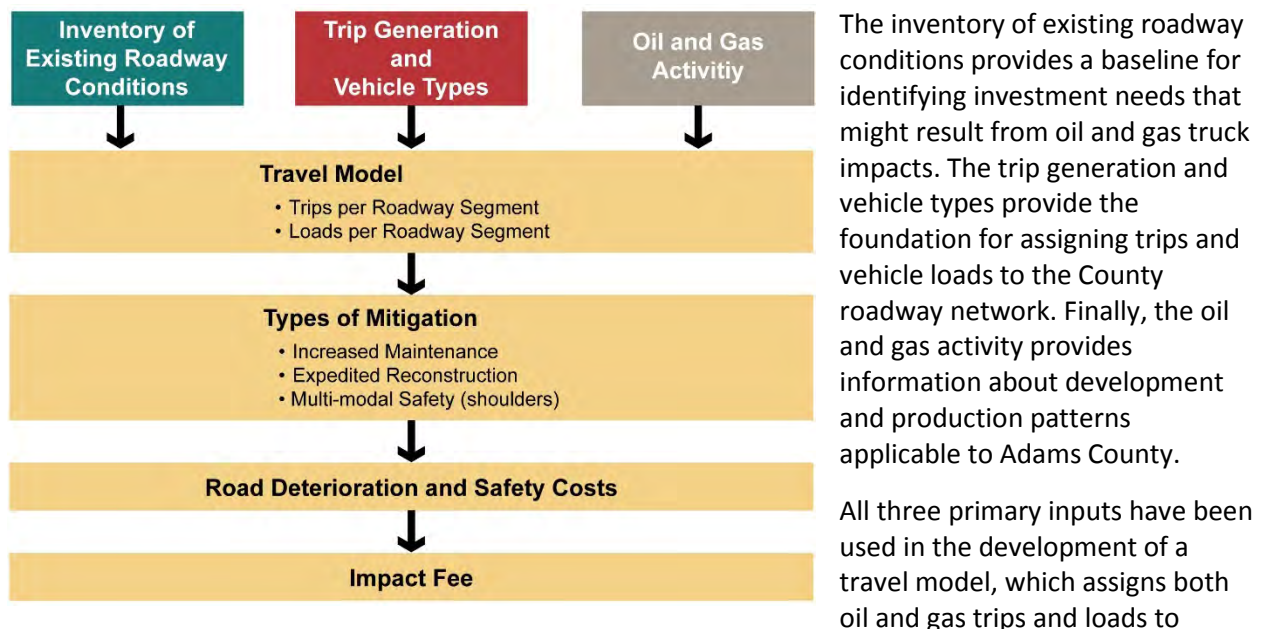 Inventory of
Existing Roadway
Conditions
Trip Generation
and
Vehicle Types
Oil and Gas
Activitiy
Travel Model
• Trips per Roadway Segment
• Loads per Roadway Segment
Types of Mitigation
• Increased Maintenance
• Expedited Reconstruction
• Multi-modal Safety (shoulders)
Road Deterioration and Safety Costs
Impact Fee
The inventory of existing roadway
conditions provides a baseline for
identifying investment needs that
might result from oil and gas truck
impacts. The trip generation and
vehicle types provide the
foundation for assigning trips and
vehicle loads to the County
roadway network. Finally, the oil
and gas activity provides
information about development
and production patterns
applicable to Adams County.
All three primary inputs have been
used in the development of a
travel model, which assigns both
oil and gas trips and loads to